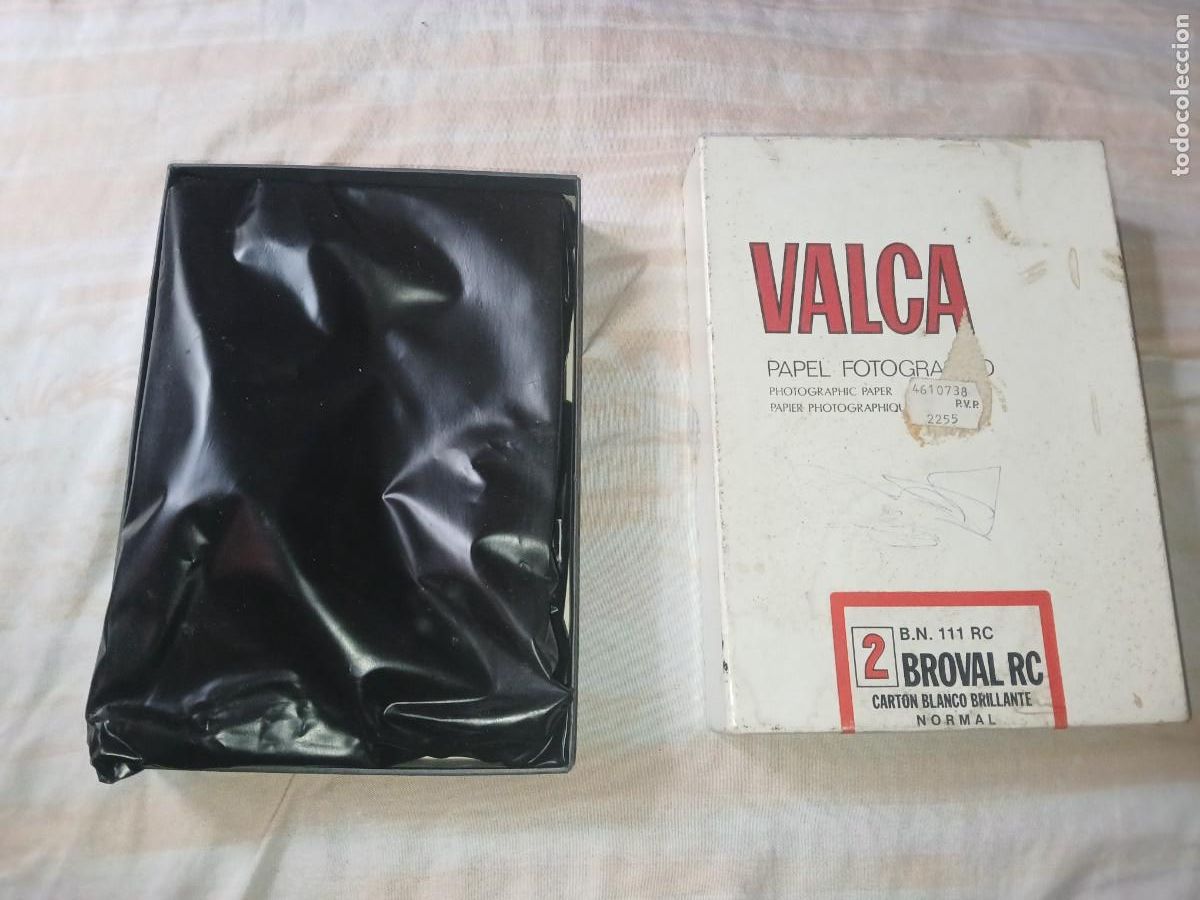 VALCA
PAPEL FOTOGRA
PHOTOGRAPHIC PAPER
PAPIER PHOTOGRAPHIQU
4610738
P.V.P.
2255
2
B.N. 111 RC
BROVAL RC
CARTON BLANCO BRILLANTE
NORMAL
todocoleccion